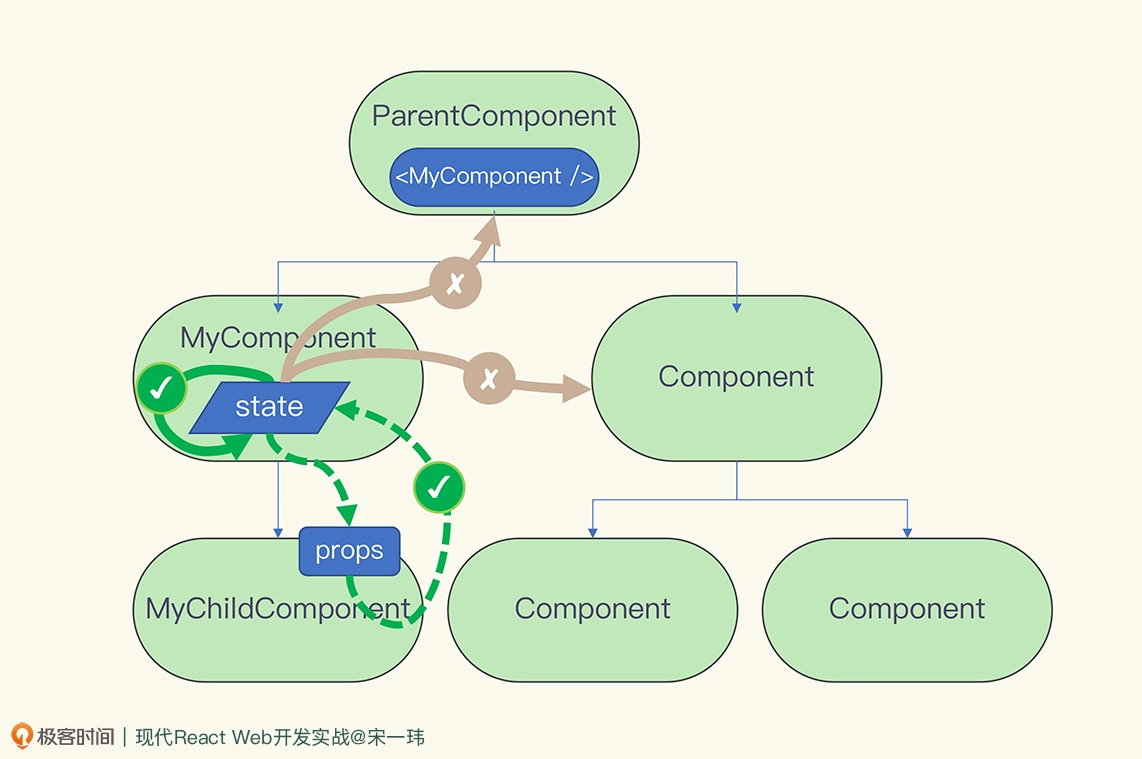 ParentComponent
<MyComponent />
MyComponent
state
Component
props
MyChildComponent
Component
Component
极客时间 | 现代React Web开发实战@宋一玮